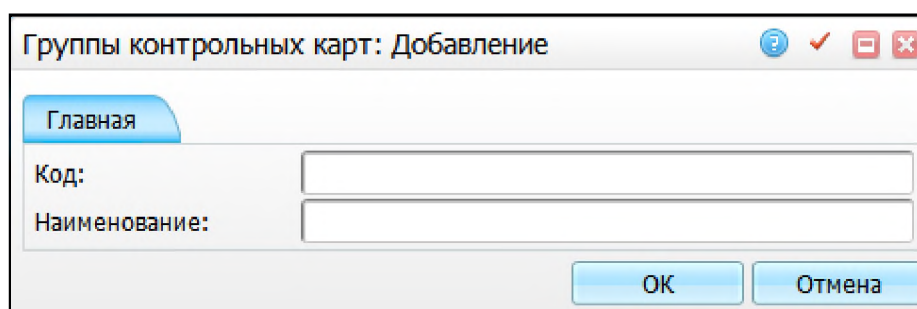 Группы контрольных карт: Добавление
Главная
Код:
Наименование:
ОК
Отмена